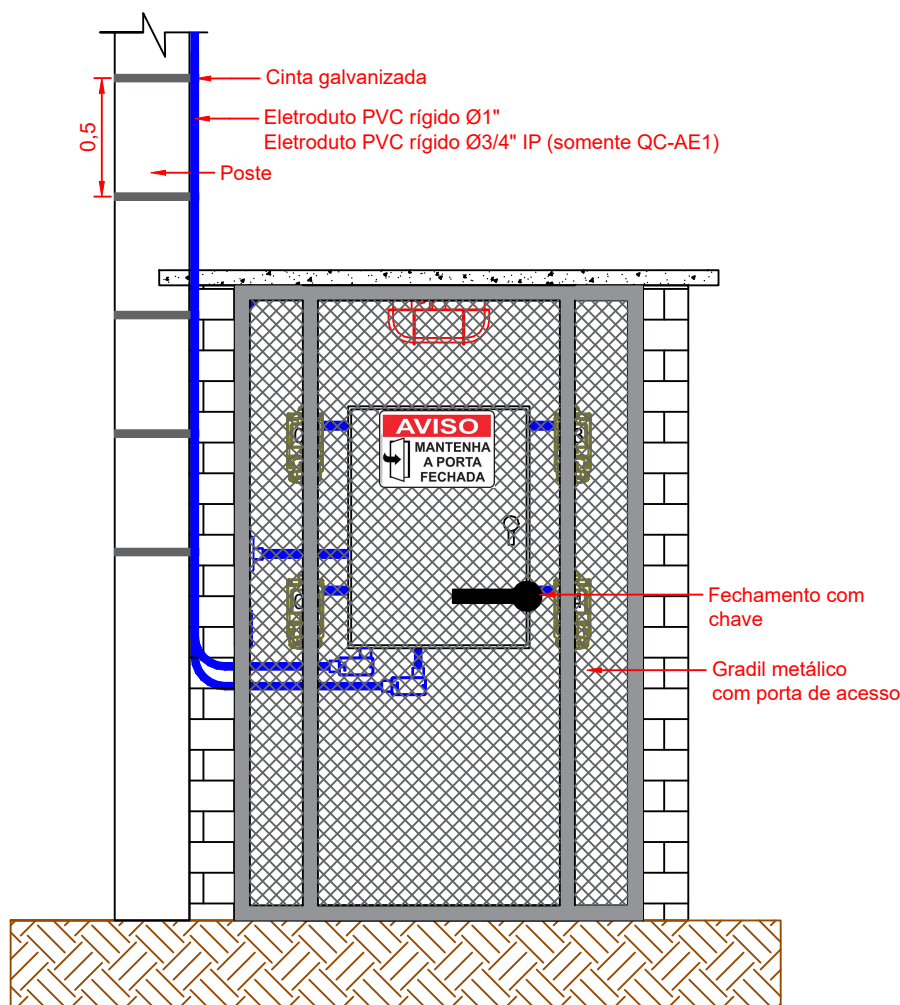 Cinta galvanizada
Eletroduto PVC rígido Ø1"
Eletroduto PVC rígido Ø3/4" IP (somente QC-AE1)
0,5
Poste
AVISO
MANTENHA
A PORTA
FECHADA
Fechamento com
chave
Gradil metálico
com porta de acesso